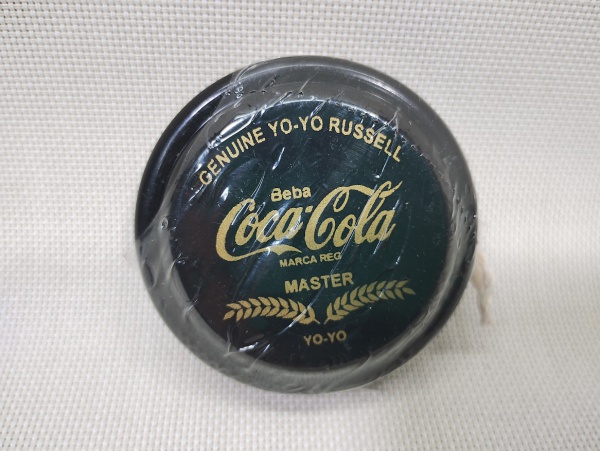 GENUINE YO-YO RUSSELL
Beba
Coca-Cola
MARCA REG
MASTER
YO-YO